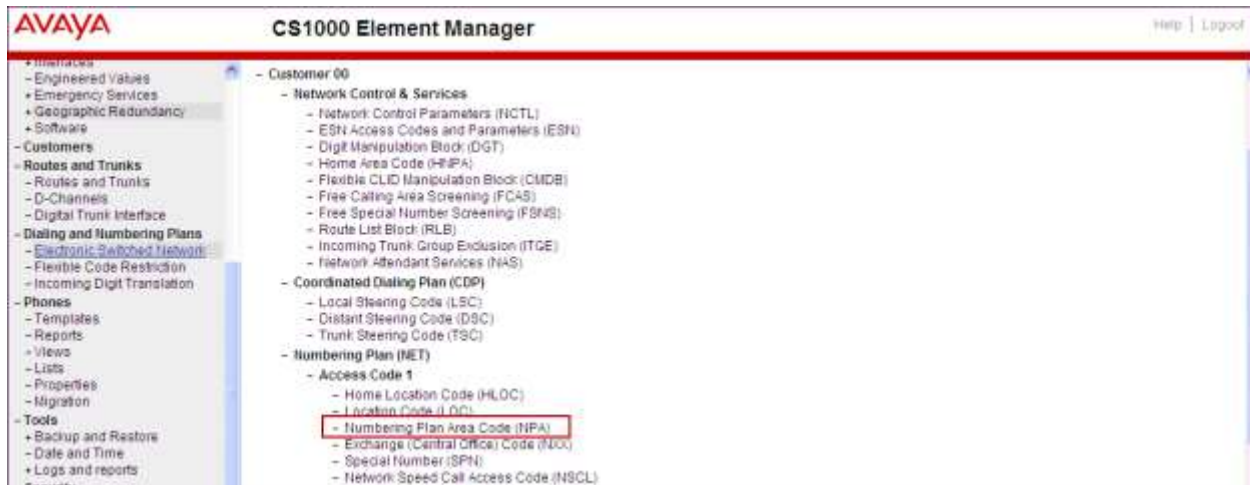 AVAYA
CS1000 Element Manager
Help | Logout
+ Interfaces
- Engineered Values
+ Emergency Services
+ Geographic Redundancy
+ Software
- Customers
- Routes and Trunks
- Routes and Trunks
- D-Channels
- Digital Trunk Interface
- Dialing and Numbering Plans
- Electronic Switched Network
- Flexible Code Restriction
- Incoming Digit Translation
- Phones
- Templates
- Reports
- Views
- Lists
- Properties
- Migration
- Tools
+ Backup and Restore
- Date and Time
+ Logs and reports
- Customer 00
- Network Control & Services
- Network Control Parameters (NCTL)
- ESN Access Codes and Parameters (ESN)
- Digit Manipulation Block (DGT)
- Home Area Code (HNPA)
- Flexible CLID Manipulation Block (CMDB)
- Free Calling Area Screening (FCAS)
- Free Special Number Screening (FSNS)
- Route List Block (RLB)
- Incoming Trunk Group Exclusion (ITGE)
- Network Attendant Services (NAS)
- Coordinated Dialing Plan (CDP)
- Local Steering Code (LSC)
- Distant Steering Code (DSC)
- Trunk Steering Code (TSC)
- Numbering Plan (NET)
- Access Code 1
- Home Location Code (HLOC)
- Location Code (LOC)
- Numbering Plan Area Code (NPA)
- Exchange (Central Office) Code (NXX)
- Special Number (SPN)
- Network Speed Call Access Code (NSCL)